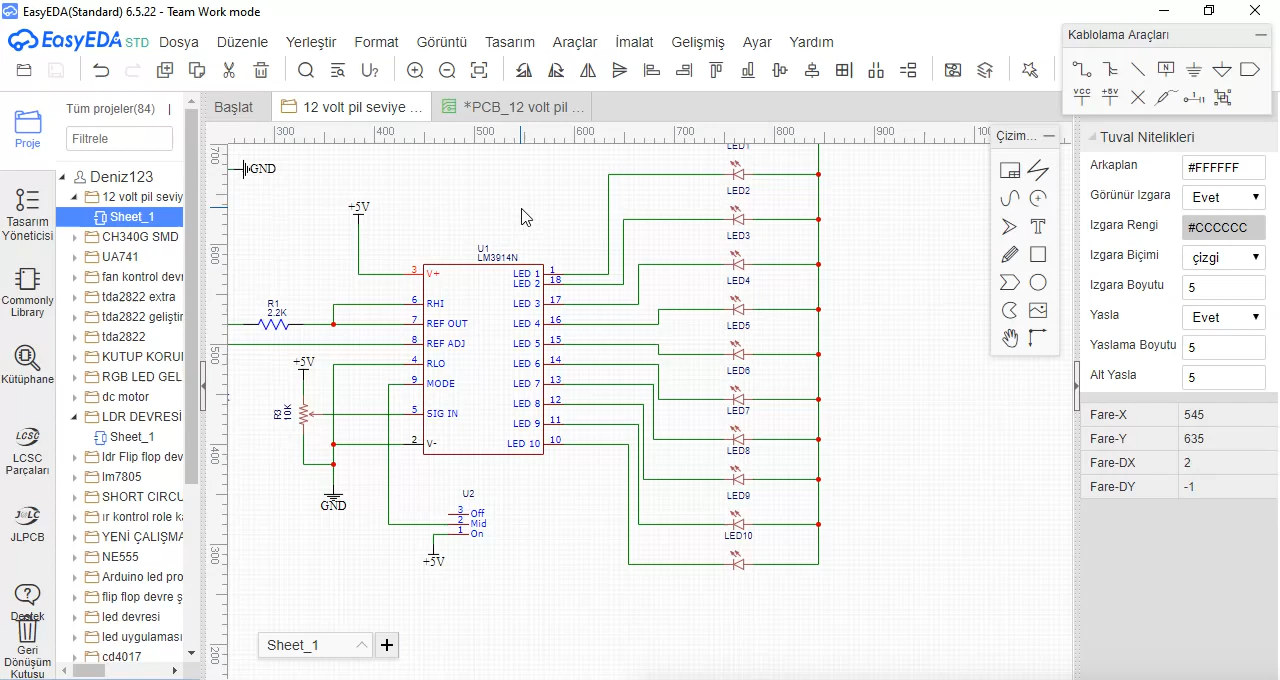 EasyEDA(Standard) 6.5.22 - Team Work mode
EasyEDA STD
Dosya Düzenle Yerleştir Format Görüntü Tasarım Araçlar İmalat Gelişmiş Ayar Yardım
Kablolama Araçları
N
VCC +5V
Proje
Tasarım
Yöneticisi
Commonly
Library
Kütüphane
LCSC
LCSC
Parçaları
JLPCB
Destek
Geri
Dönüşüm
Kutusu
Tüm projeler(84)
Filtrele
Deniz123
12 volt pil seviy
Sheet_1
CH340G SMD
UA741
fan kontrol devr
tda2822 extra
tda2822 geliştir
tda2822
KUTUP KORUI
RGB LED GEL
dc motor
LDR DEVRESİ
Sheet_1
ldr Flip flop dev
lm7805
SHORT CIRCU
ır kontrol role ka
YENİ ÇALIŞMA
NE555
Arduino led pro
flip flop devre ş
led devresi
led uygulaması
cd4017
Başlat
12 volt pil seviye ...
*PCB_12 volt pil ...
300 400 500 600 700 800 900
700
600
500
400
300
200
GND
+5V
U1
LM3914N
3 V+
6 RHI
7 REF OUT
8 REF ADJ
4 RLO
9 MODE
5 SIG IN
2 V-
LED 1 1
LED 2 18
LED 3 17
LED 4 16
LED 5 15
LED 6 14
LED 7 13
LED 8 12
LED 9 11
LED 10 10
R1
2.2K
+5V
R3
10K
GND
U2
3 Off
2 Mid
1 On
+5V
LED1
LED2
LED3
LED4
LED5
LED6
LED7
LED8
LED9
LED10
Sheet_1
Çizim...
T
Tuval Nitelikleri
Arkaplan #FFFFFF
Görünür Izgara Evet
Izgara Rengi #CCCCCC
Izgara Biçimi çizgi
Izgara Boyutu 5
Yasla Evet
Yaslama Boyutu 5
Alt Yasla 5
Fare-X 545
Fare-Y 635
Fare-DX 2
Fare-DY -1